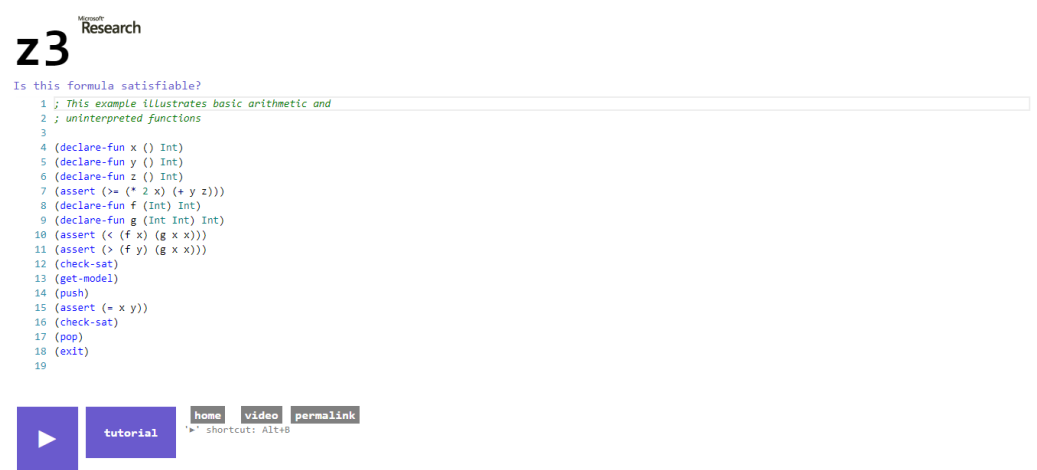 Microsoft
Research
z3
Is this formula satisfiable?
1 ; This example illustrates basic arithmetic and
2 ; uninterpreted functions
3
4 (declare-fun x () Int)
5 (declare-fun y () Int)
6 (declare-fun z () Int)
7 (assert (>= (* 2 x) (+ y z)))
8 (declare-fun f (Int) Int)
9 (declare-fun g (Int Int) Int)
10 (assert (< (f x) (g x x)))
11 (assert (> (f y) (g x x)))
12 (check-sat)
13 (get-model)
14 (push)
15 (assert (= x y))
16 (check-sat)
17 (pop)
18 (exit)
19
▶ tutorial home video permalink
'▶' shortcut: Alt+B